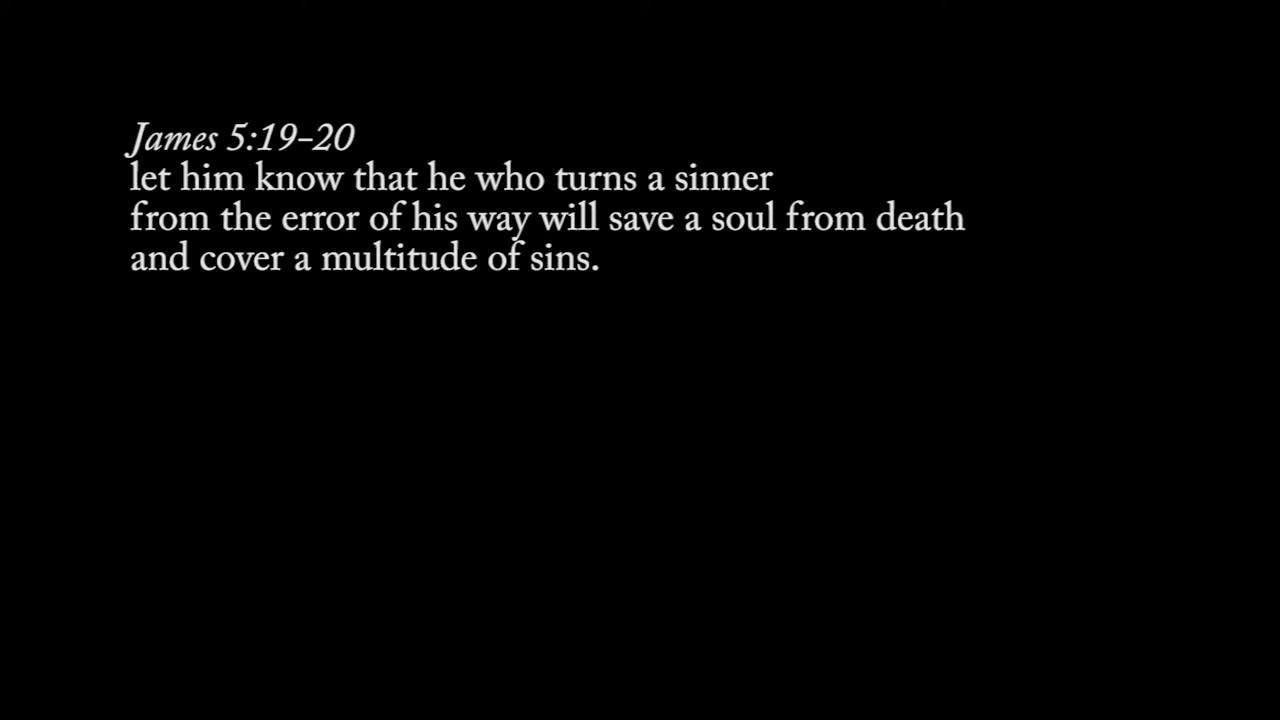 James 5:19–20
let him know that he who turns a sinner
from the error of his way will save a soul from death
and cover a multitude of sins.